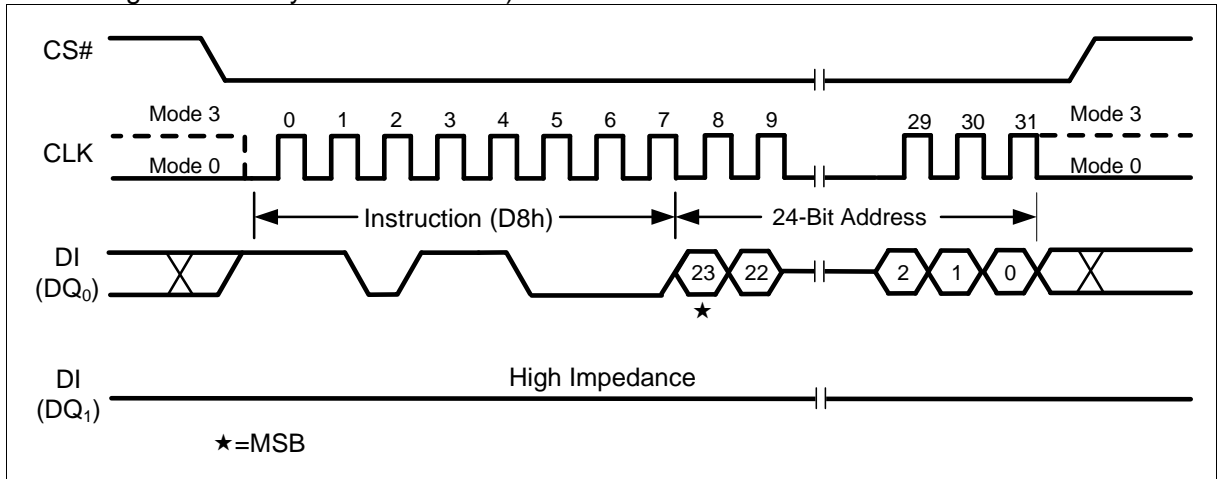 CS#
Mode 3 0 1 2 3 4 5 6 7 8 9 29 30 31 Mode 3
CLK
Mode 0 Mode 0
Instruction (D8h) 24-Bit Address
DI
(DQ₀)
23 22 2 1 0
★
DI
(DQ₁)
High Impedance
★=MSB